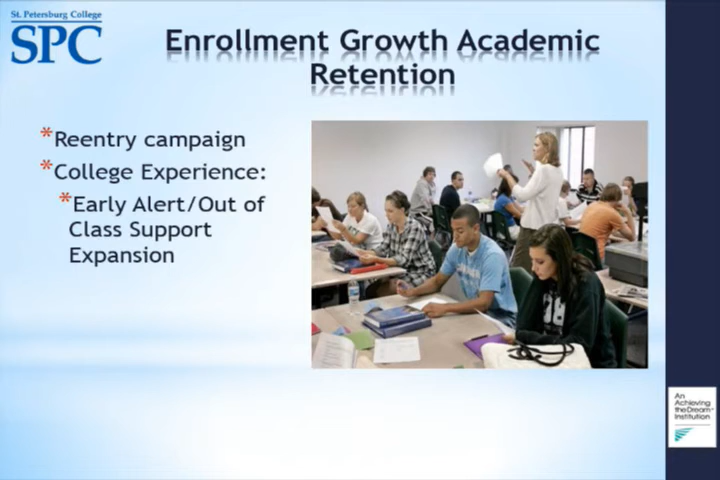 St. Petersburg College
SPC
Enrollment Growth Academic
Retention
*Reentry campaign
*College Experience:
*Early Alert/Out of
Class Support
Expansion
An
Achieving
the Dream™
Institution